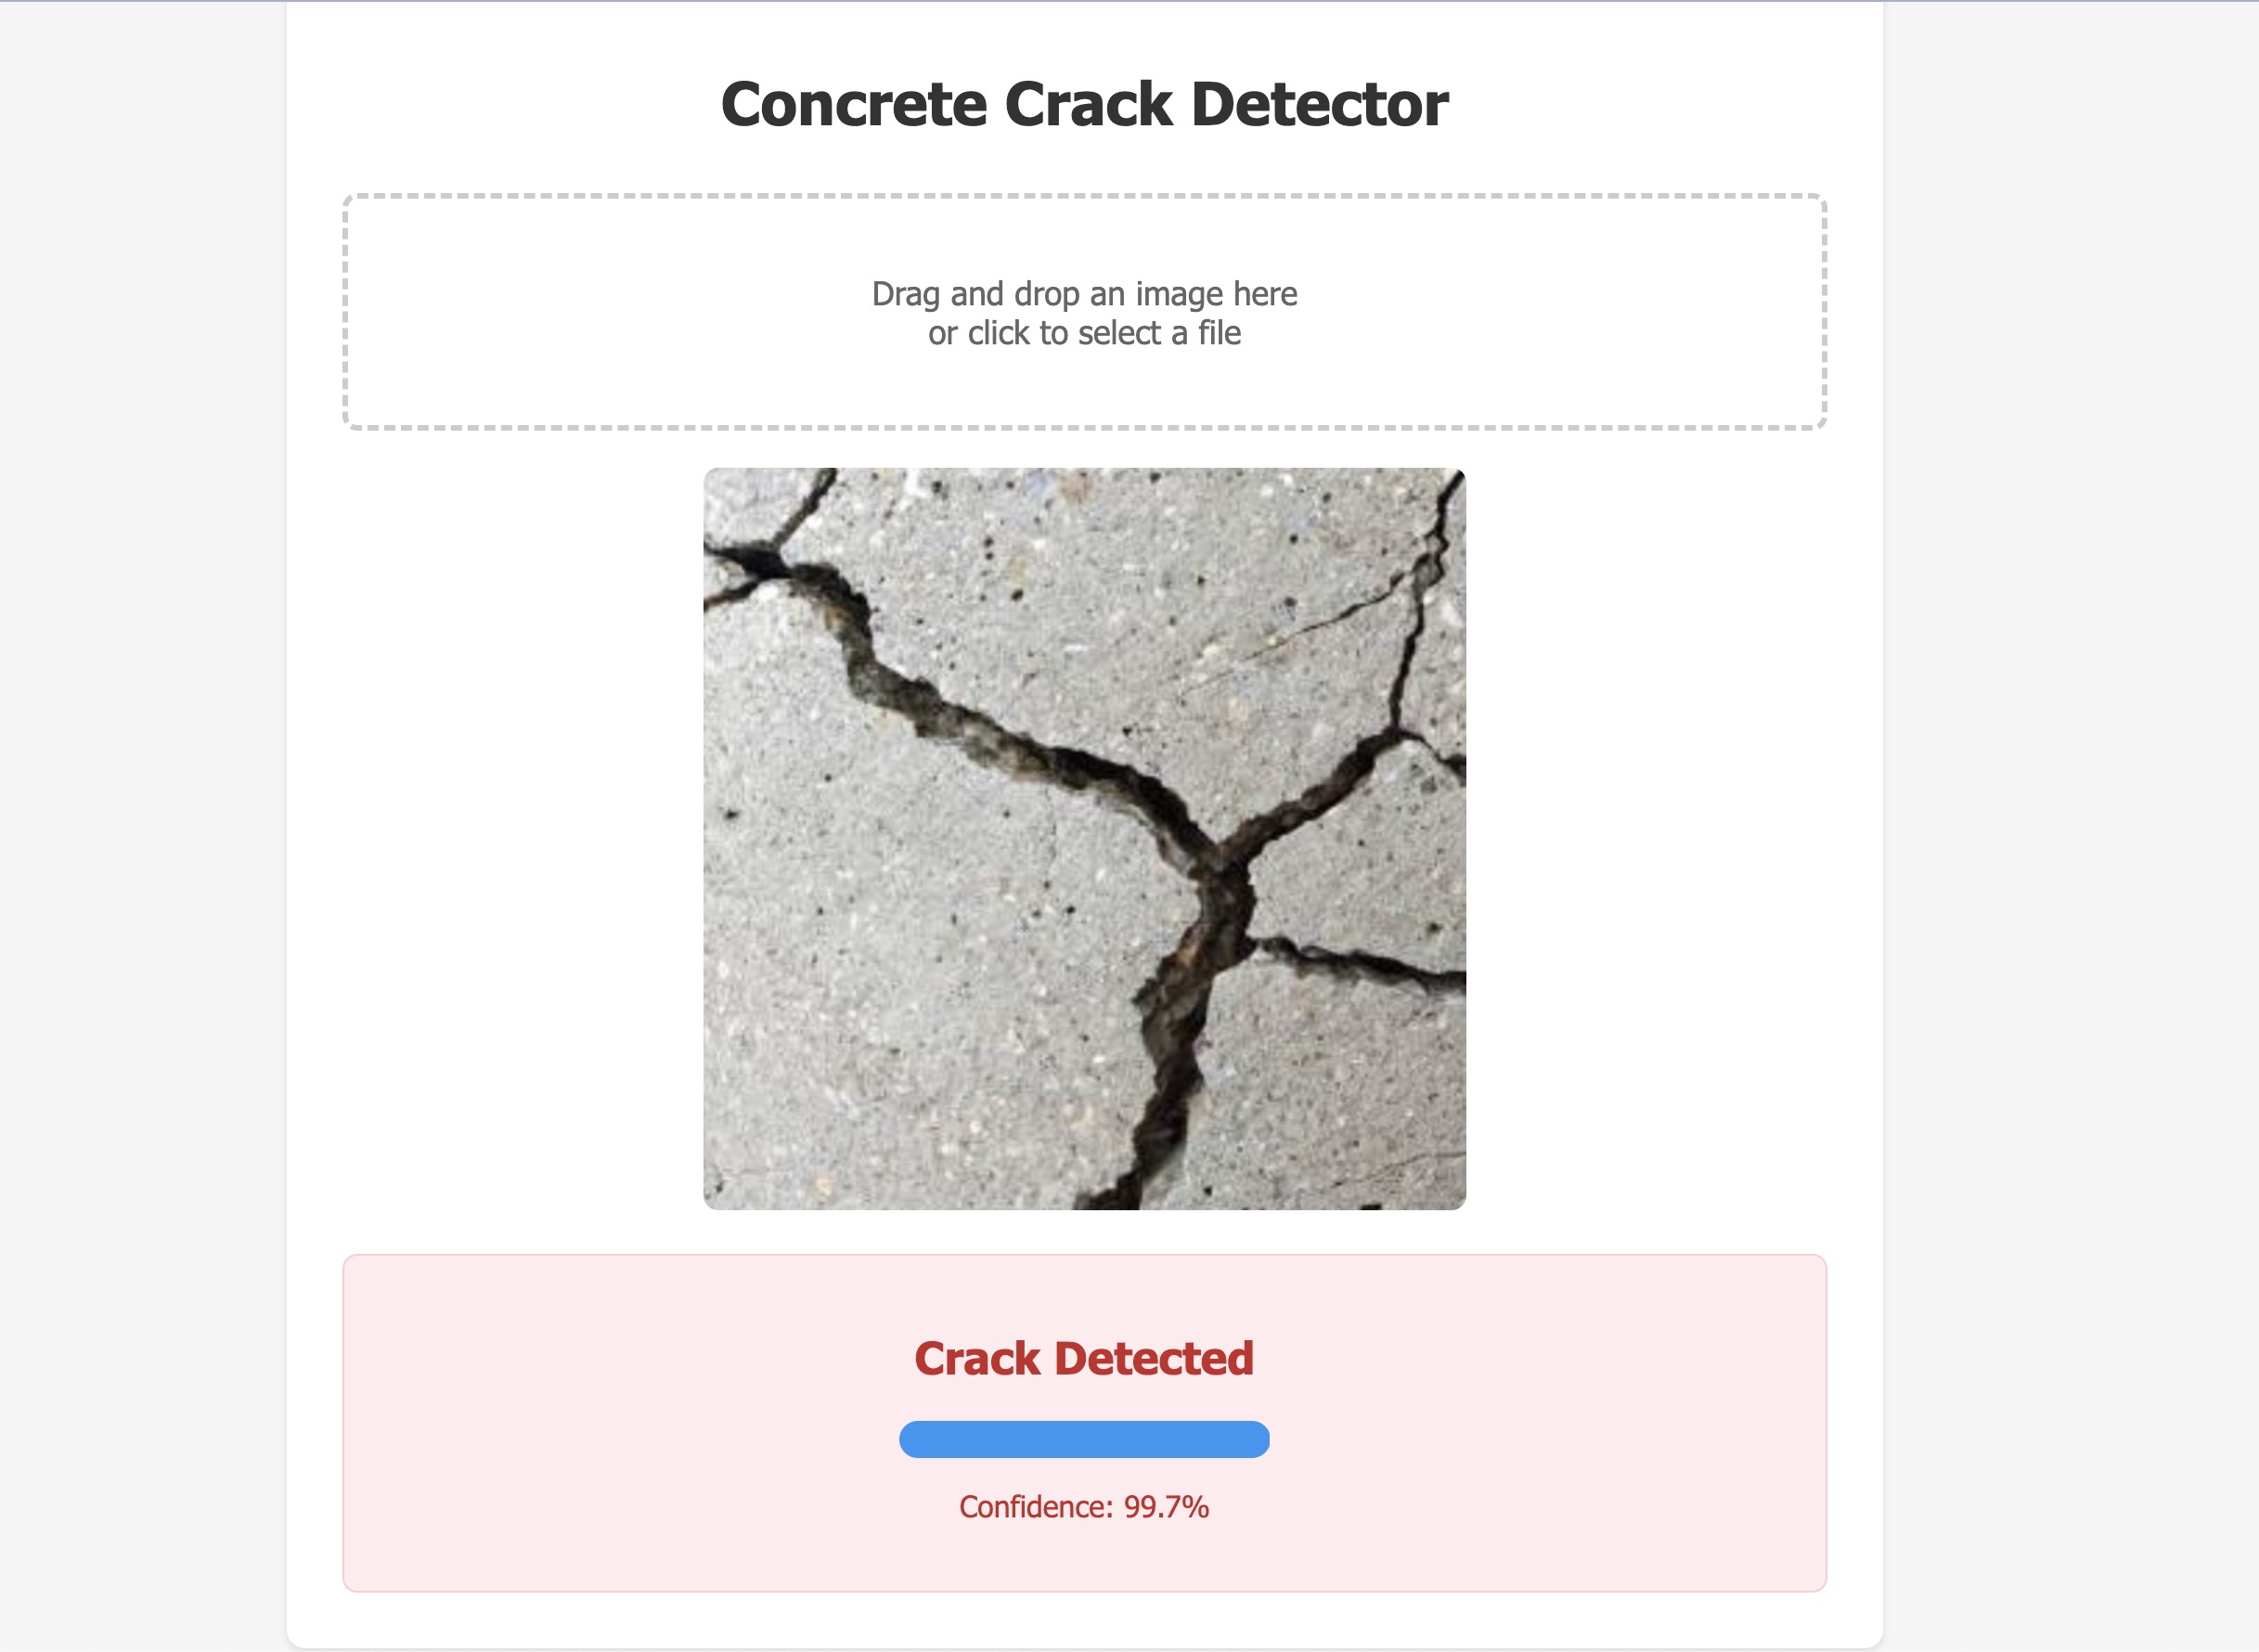 Concrete Crack Detector
Drag and drop an image here
or click to select a file
Crack Detected
Confidence: 99.7%